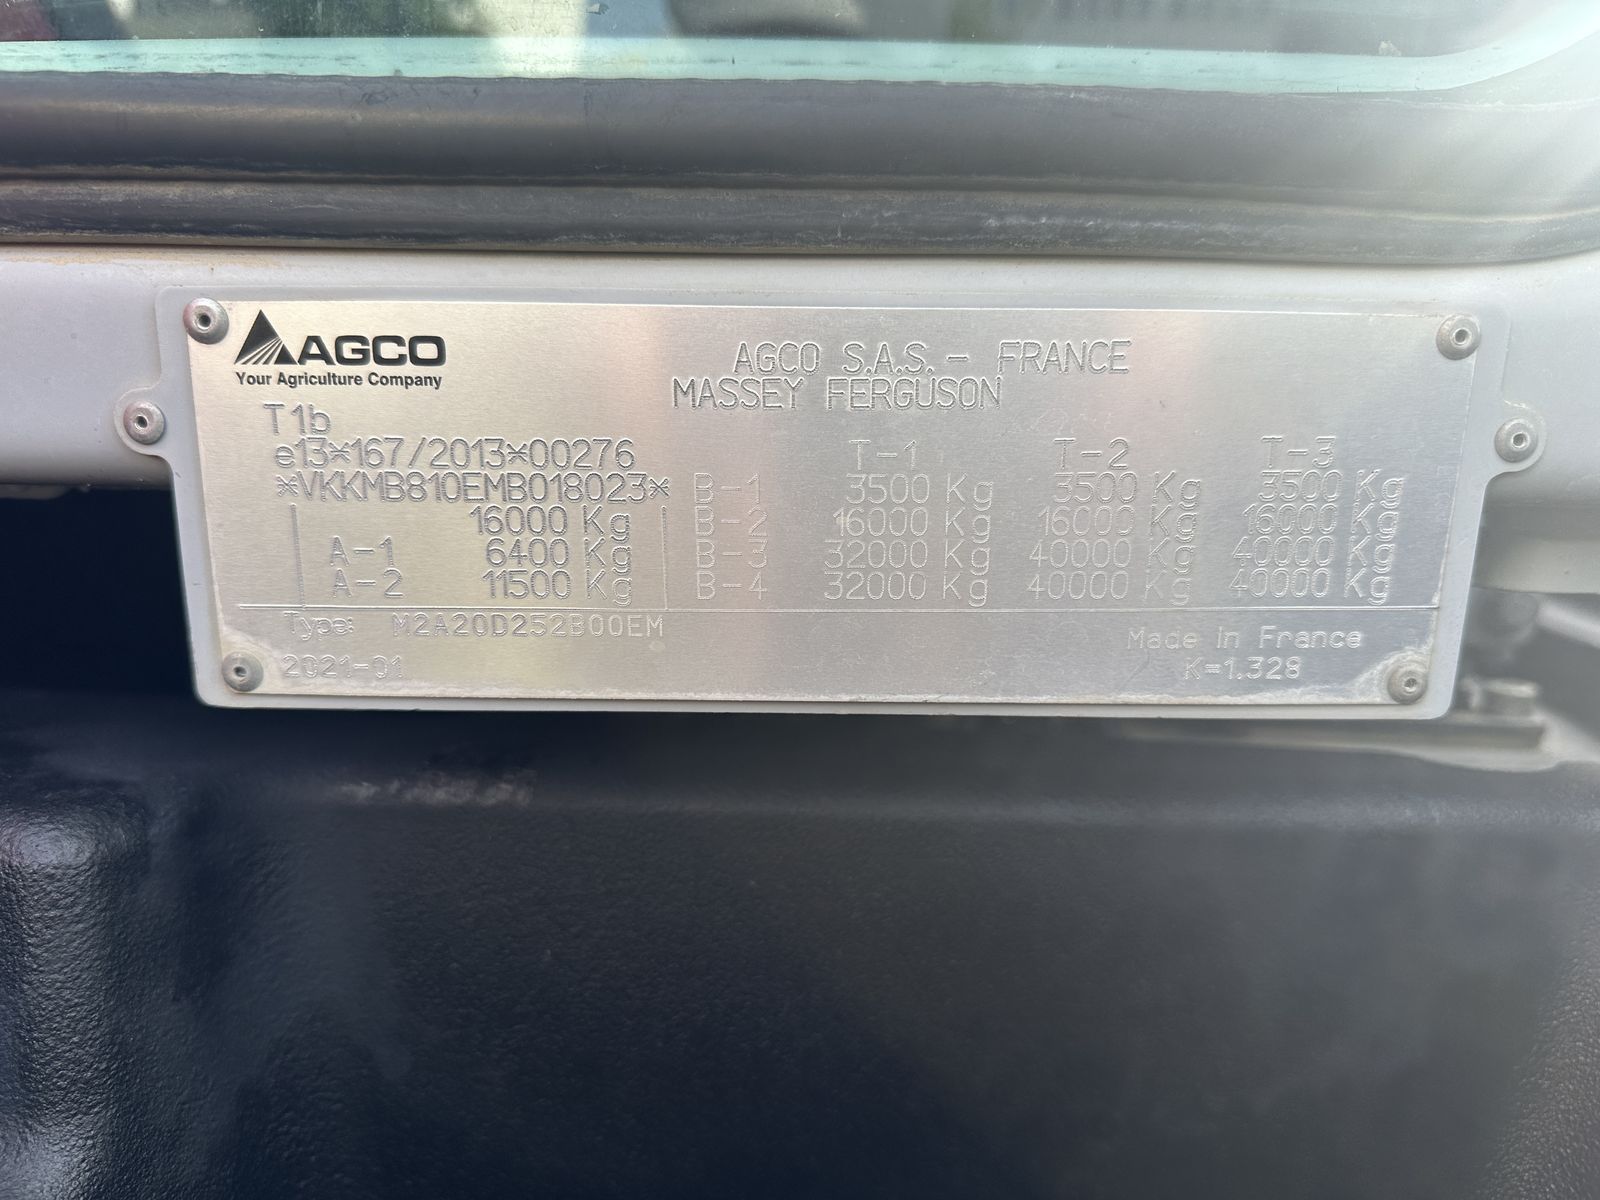 AGCO
Your Agriculture Company
AGCO S.A.S. - FRANCE
MASSEY FERGUSON
T1b
e13*167/2013*00276
T-1 T-2 T-3
*VKKMB810EMB018023* B-1 3500 Kg 3500 Kg 3500 Kg
16000 Kg B-2 16000 Kg 16000 Kg 16000 Kg
A-1 6400 Kg B-3 32000 Kg 40000 Kg 40000 Kg
A-2 11500 Kg B-4 32000 Kg 40000 Kg 40000 Kg
Type: M2A20D252B00EM
Made in France
2021-01 K=1.328